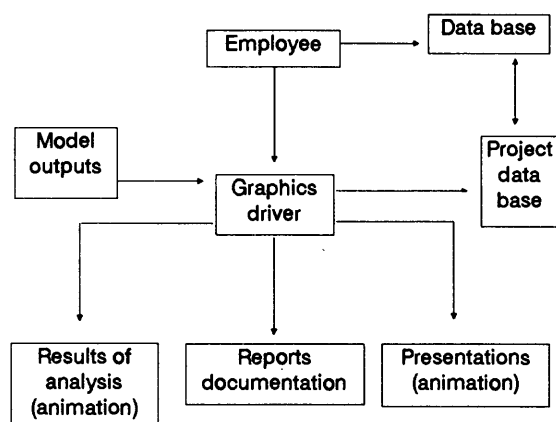 Employee
Data base
Model
outputs
Project
data
base
Graphics
driver
Results of
analysis
(animation)
Reports
documentation
Presentations
(animation)